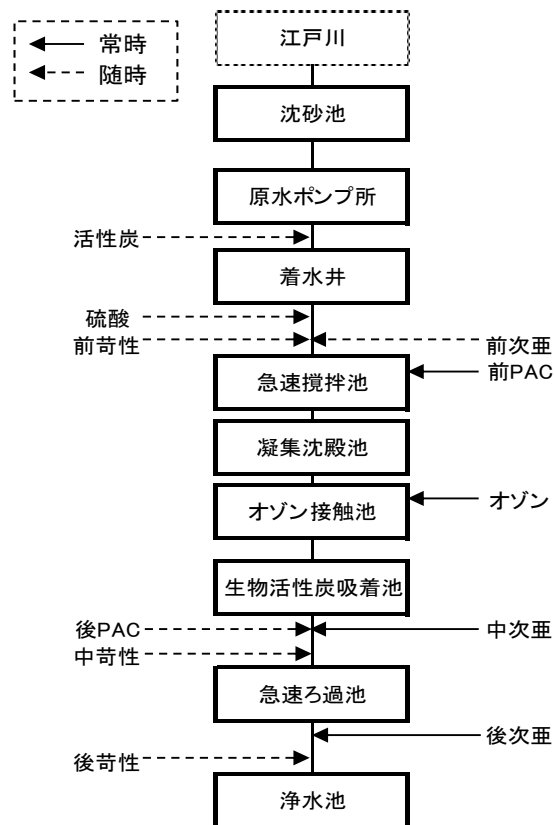 常時
随時
江戸川
沈砂池
原水ポンプ所
活性炭
着水井
硫酸
前苛性
前次亜
前PAC
急速撹拌池
凝集沈殿池
オゾン接触池
オゾン
生物活性炭吸着池
後PAC
中次亜
中苛性
急速ろ過池
後次亜
後苛性
浄水池